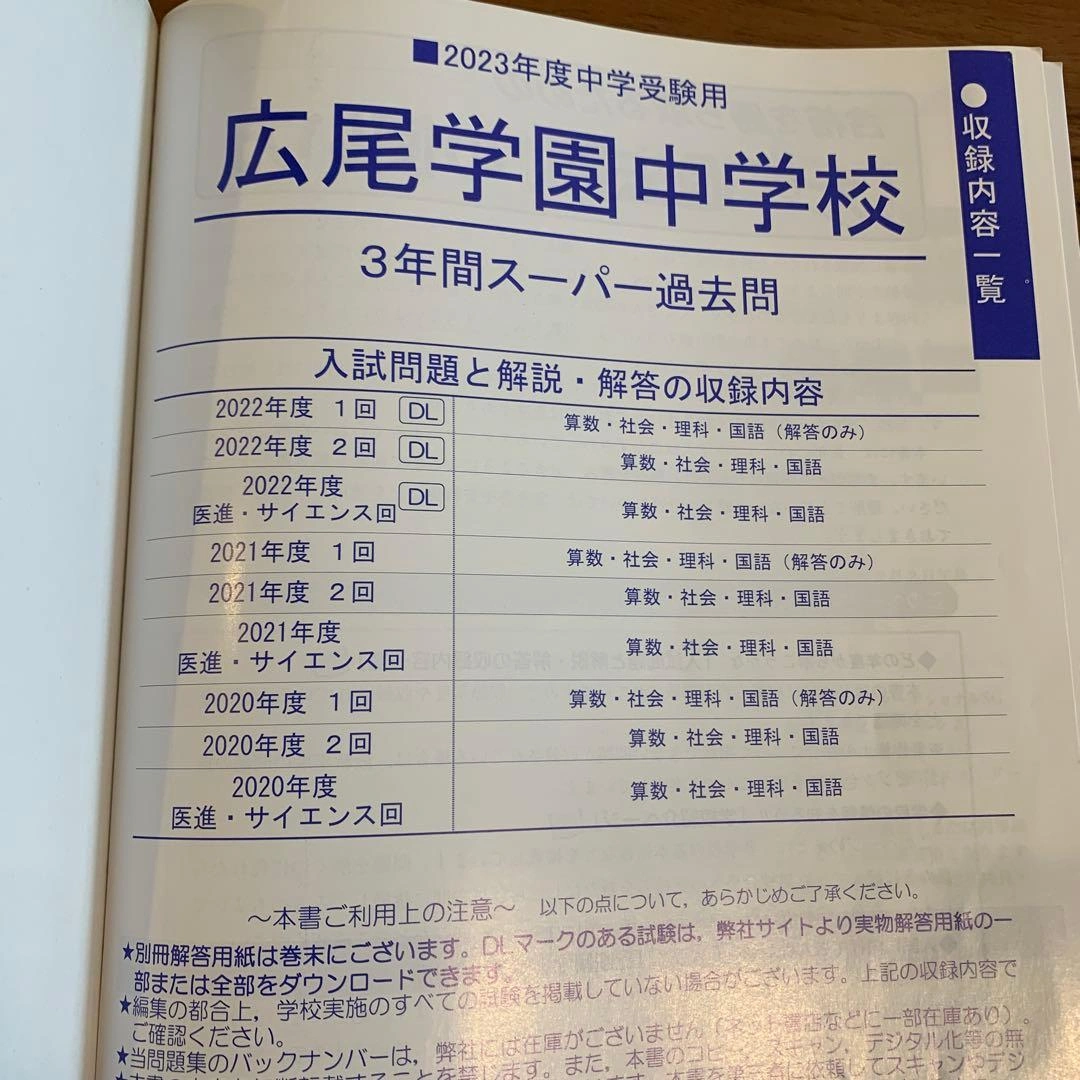 ■2023年度中学受験用
広尾学園中学校
3年間スーパー過去問
●収録内容一覧
入試問題と解説・解答の収録内容
2022年度 1回 DL 算数・社会・理科・国語(解答のみ)
2022年度 2回 DL 算数・社会・理科・国語
2022年度
医進・サイエンス回 DL 算数・社会・理科・国語
2021年度 1回 算数・社会・理科・国語(解答のみ)
2021年度 2回 算数・社会・理科・国語
2021年度
医進・サイエンス回 算数・社会・理科・国語
2020年度 1回 算数・社会・理科・国語(解答のみ)
2020年度 2回 算数・社会・理科・国語
2020年度
医進・サイエンス回 算数・社会・理科・国語
~本書ご利用上の注意~ 以下の点について，あらかじめご了承ください。
★別冊解答用紙は巻末にございます。DLマークのある試験は，弊社サイトより実物解答用紙の一
部または全部をダウンロードできます。
★編集の都合上，学校実施のすべての試験を掲載していない場合がございます。上記の収録内容で
ご確認ください。
★当問題集のバックナンバーは，弊社には在庫がございません(ネット書店などに一部在庫あり)。